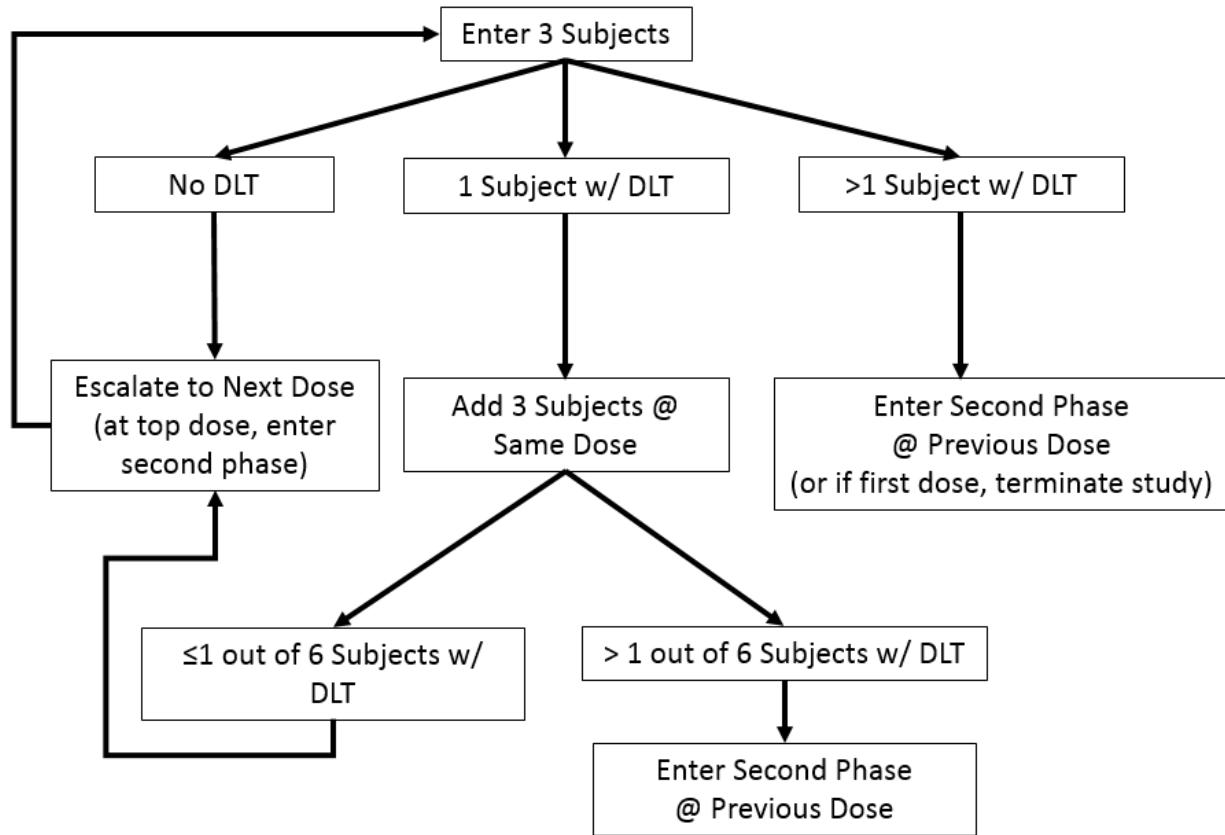 Enter 3 Subjects
No DLT
1 Subject w/ DLT
>1 Subject w/ DLT
Escalate to Next Dose
(at top dose, enter
second phase)
Add 3 Subjects @
Same Dose
Enter Second Phase
@ Previous Dose
(or if first dose, terminate study)
≤1 out of 6 Subjects w/
DLT
> 1 out of 6 Subjects w/ DLT
Enter Second Phase
@ Previous Dose